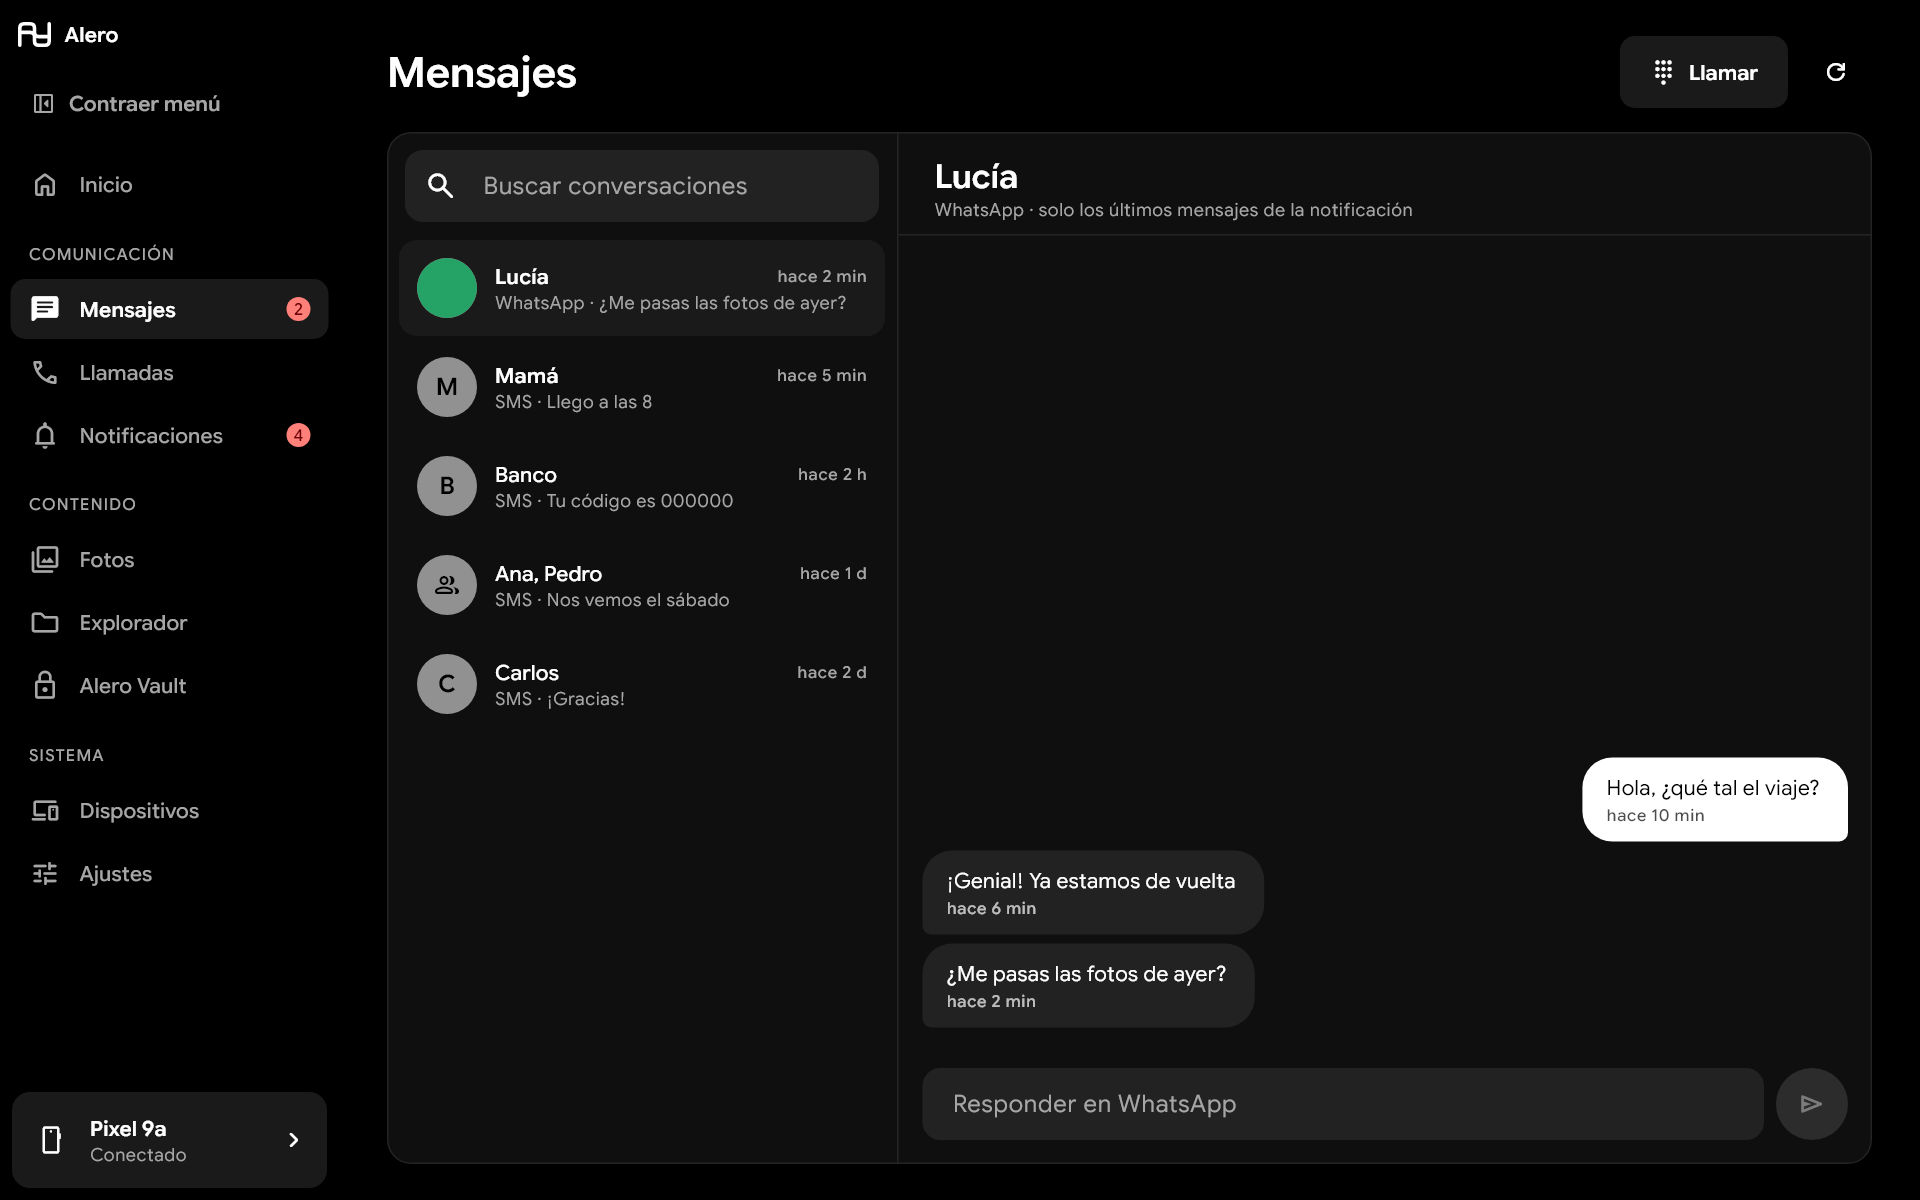 Alero
Contraer menú
Inicio
COMUNICACIÓN
Mensajes 2
Llamadas
Notificaciones 4
CONTENIDO
Fotos
Explorador
Alero Vault
SISTEMA
Dispositivos
Ajustes
Pixel 9a
Conectado
Mensajes
Llamar
Buscar conversaciones
Lucía hace 2 min
WhatsApp · ¿Me pasas las fotos de ayer?
M
Mamá hace 5 min
SMS · Llego a las 8
B
Banco hace 2 h
SMS · Tu código es 000000
Ana, Pedro hace 1 d
SMS · Nos vemos el sábado
C
Carlos hace 2 d
SMS · ¡Gracias!
Lucía
WhatsApp · solo los últimos mensajes de la notificación
Hola, ¿qué tal el viaje?
hace 10 min
¡Genial! Ya estamos de vuelta
hace 6 min
¿Me pasas las fotos de ayer?
hace 2 min
Responder en WhatsApp